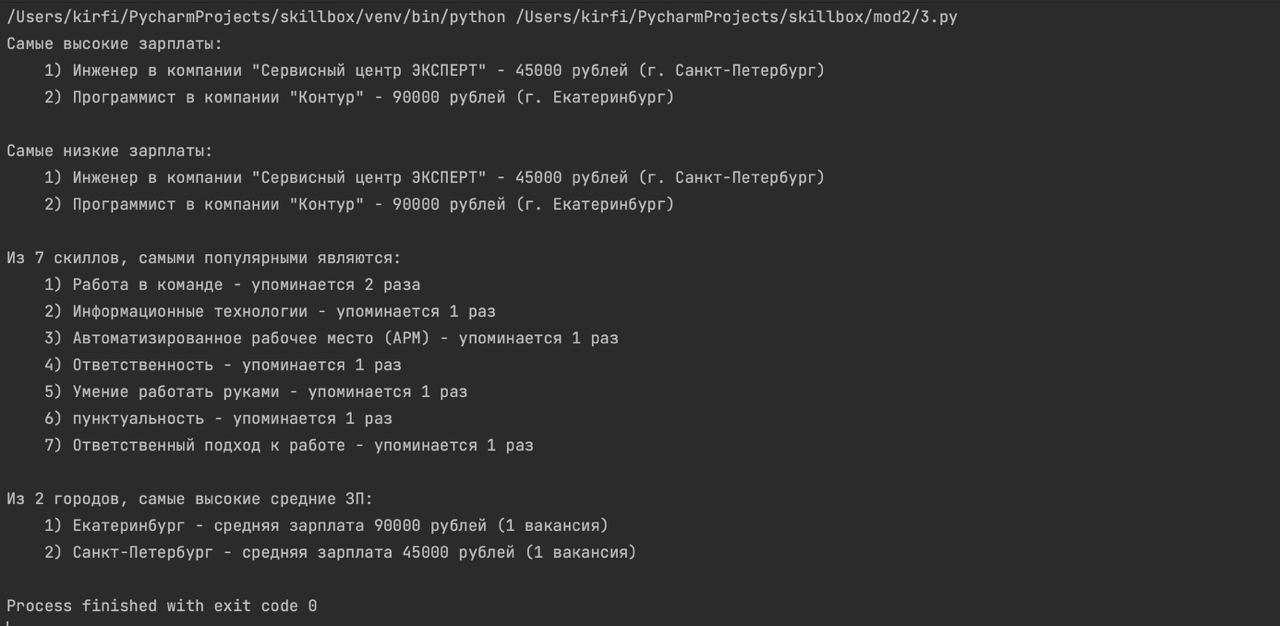 /Users/kirfi/PycharmProjects/skillbox/venv/bin/python /Users/kirfi/PycharmProjects/skillbox/mod2/3.py
Самые высокие зарплаты:
1) Инженер в компании "Сервисный центр ЭКСПЕРТ" - 45000 рублей (г. Санкт-Петербург)
2) Программист в компании "Контур" - 90000 рублей (г. Екатеринбург)
Самые низкие зарплаты:
1) Инженер в компании "Сервисный центр ЭКСПЕРТ" - 45000 рублей (г. Санкт-Петербург)
2) Программист в компании "Контур" - 90000 рублей (г. Екатеринбург)
Из 7 скиллов, самыми популярными являются:
1) Работа в команде - упоминается 2 раза
2) Информационные технологии - упоминается 1 раз
3) Автоматизированное рабочее место (АРМ) - упоминается 1 раз
4) Ответственность - упоминается 1 раз
5) Умение работать руками - упоминается 1 раз
6) пунктуальность - упоминается 1 раз
7) Ответственный подход к работе - упоминается 1 раз
Из 2 городов, самые высокие средние ЗП:
1) Екатеринбург - средняя зарплата 90000 рублей (1 вакансия)
2) Санкт-Петербург - средняя зарплата 45000 рублей (1 вакансия)
Process finished with exit code 0